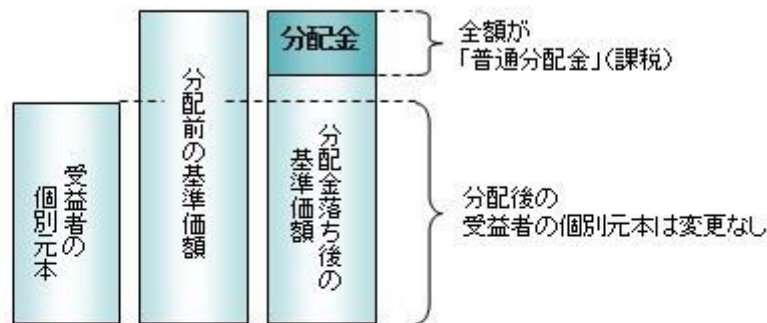 受益者の
個別元本
分配前の基準価額
分配金
分配金落ち後の
基準価額
全額が
「普通分配金」(課税)
分配後の
受益者の個別元本は変更なし